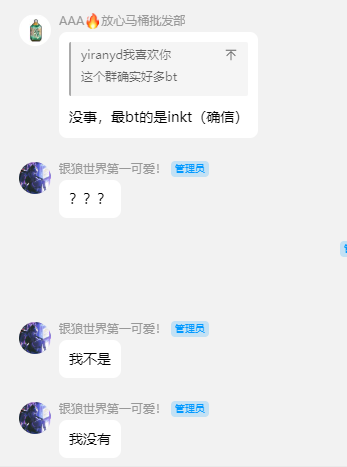 AAA🔥放心马桶批发部
yiranyd我喜欢你
这个群确实好多bt
没事，最bt的是inkt（确信）
银狼世界第一可爱！ 管理员
？？？
银狼世界第一可爱！ 管理员
我不是
银狼世界第一可爱！ 管理员
我没有